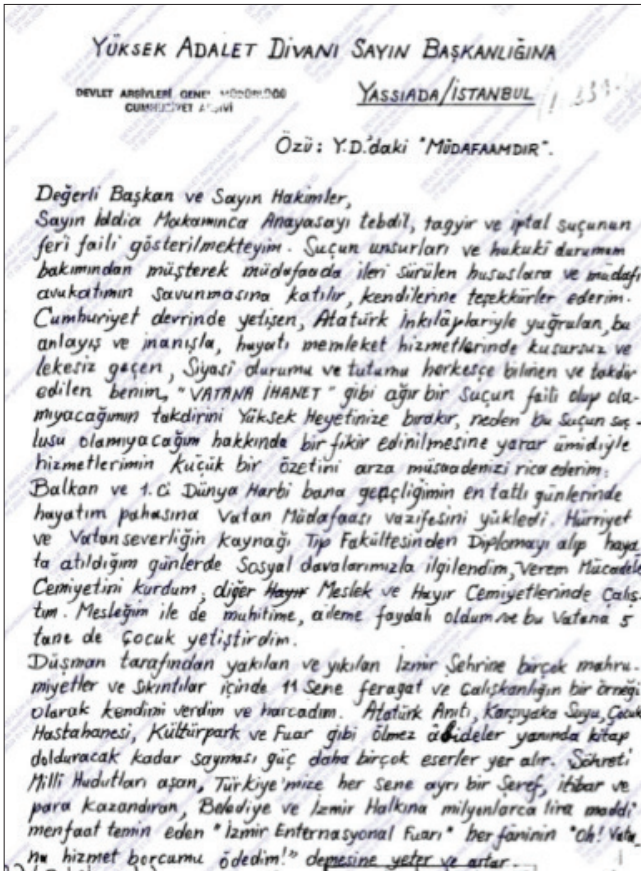 YÜKSEK ADALET DİVANI SAYIN BAŞKANLIĞINA
DEVLET ARŞİVLERİ GENEL MÜDÜRLÜĞÜ
CUMHURİYET ARŞİVİ
YASSIADA/İSTANBUL
Özü: Y.D.'daki "MÜDAFAAMDIR".
Değerli Başkan ve Sayın Hakimler,
Sayın İddia Makamınca Anayasayı tebdil, tagyir ve iptal suçunun
feri faili gösterilmekteyim. Suçun unsurları ve hukukî durumum
bakımından müşterek müdafaada ileri sürülen hususlara ve müdafi
avukatımın savunmasına katılır, kendilerine teşekkürler ederim.
Cumhuriyet devrinde yetişen, Atatürk İnkılâplariyle yuğrulan, bu
anlayış ve inanışla, hayatı memleket hizmetlerinde kusursuz ve
lekesiz geçen, Siyasî durumu ve tutumu herkesçe bilinen ve takdir
edilen benim, "VATANA İHANET" gibi ağır bir suçun faili olup ola-
mıyacağımın takdirini Yüksek Heyetinize bırakır, neden bu Suçun suç-
lusu olamıyacağım hakkında bir fikir edinilmesine yarar ümidiyle
hizmetlerimin küçük bir özetini arza müsaadenizi rica ederim:
Balkan ve 1.ci Dünya Harbi bana gençliğimin en tatlı günlerinde
hayatım pahasına Vatan Müdafaası vazifesini yükledi. Hürriyet
ve Vatanseverliğin kaynağı Tıp Fakültesinden Diplomayı alıp haya-
ta atıldığım günlerde Sosyal davalarımızla ilgilendim, Verem Mücadele
Cemiyetini kurdum, diğer Hayır Meslek ve Hayır Cemiyetlerinde Çalış-
tım. Mesleğim ile de muhitime, aileme faydalı oldum ve bu Vatana 5
tane de Çocuk yetiştirdim.
Düşman tarafından yakılan ve yıkılan İzmir Şehrine birçok mahru-
miyetler ve Sıkıntılar içinde 11 Sene feragat ve Çalışkanlığın bir örneği
olarak kendimi verdim ve harcadım. Atatürk Anıtı, Karşıyaka Suyu, Çocuk
Hastahanesi, Kültürpark ve Fuar gibi ölmez âbideler yanında kitap
dolduracak kadar sayması güç daha birçok eserler yer alır. Şöhreti
Millî Hudutları aşan, Türkiye'mize her sene ayrı bir Şeref, itibar ve
para kazandıran, Belediye ve İzmir Halkına milyonlarca lira maddî
menfaat temin eden "İzmir Enternasyonal Fuarı" her fâninin "Oh! Vata-
na hizmet borcumu ödedim!" demesine yeter ve artar.